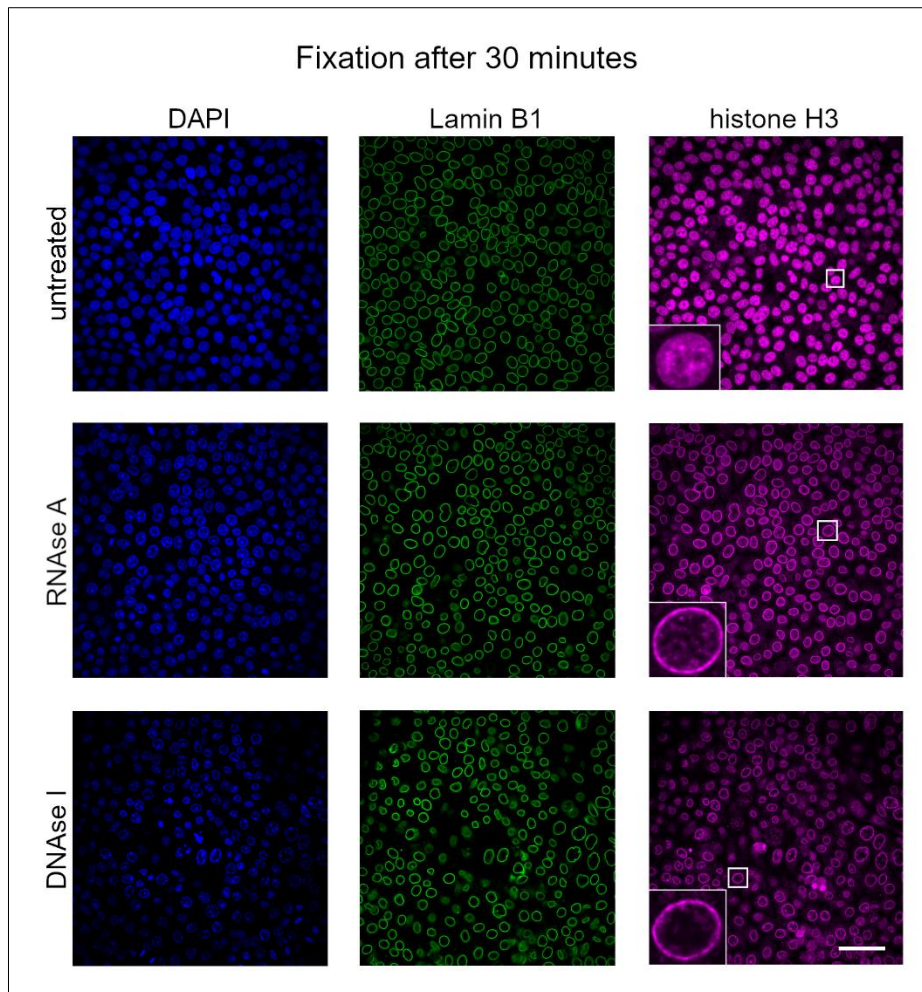 Fixation after 30 minutes
DAPI
Lamin B1
histone H3
untreated
RNAse A
DNAse I